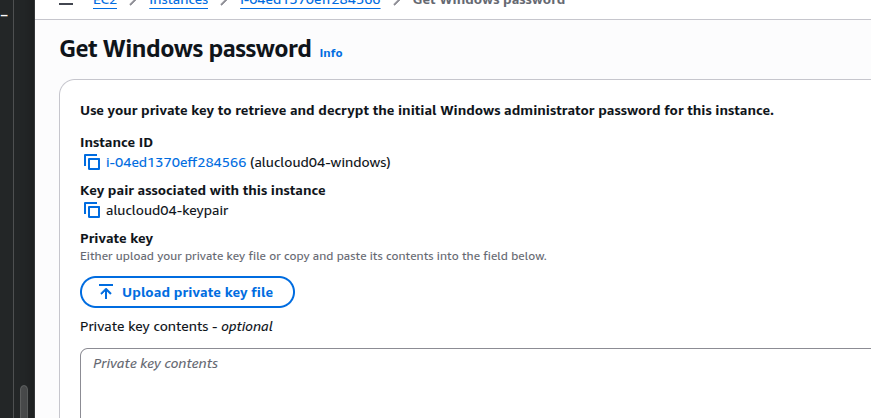 EC2 > Instances > i-04ed1370eff284566 > Get Windows password
Get Windows password Info
Use your private key to retrieve and decrypt the initial Windows administrator password for this instance.
Instance ID
i-04ed1370eff284566 (alucloud04-windows)
Key pair associated with this instance
alucloud04-keypair
Private key
Either upload your private key file or copy and paste its contents into the field below.
Upload private key file
Private key contents - optional
Private key contents